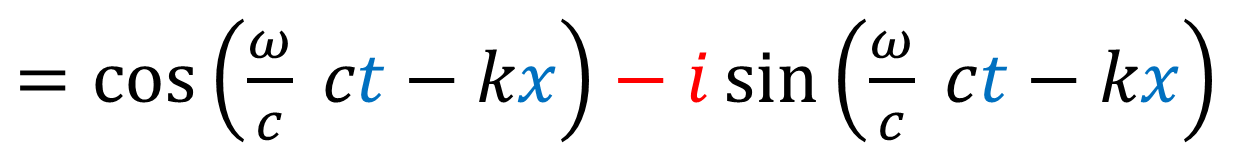 = cos(ω/c ct − kx) − i sin(ω/c ct − kx)